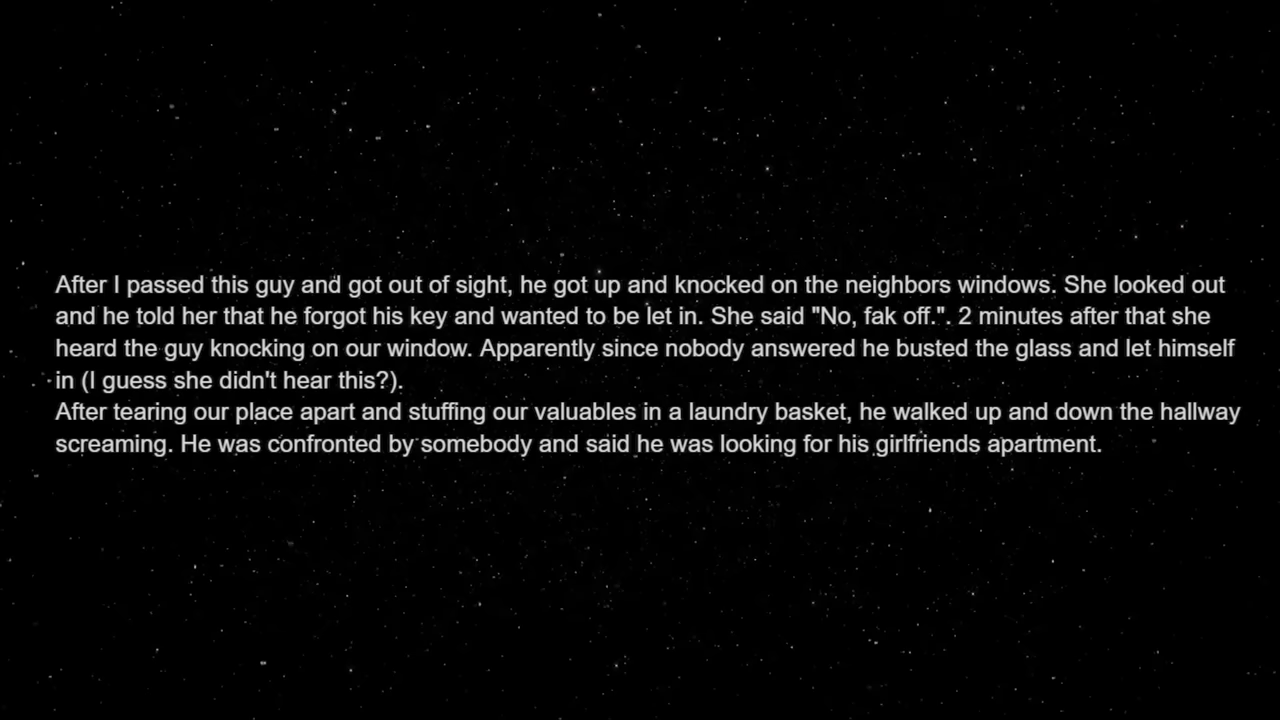 After I passed this guy and got out of sight, he got up and knocked on the neighbors windows. She looked out
and he told her that he forgot his key and wanted to be let in. She said "No, fak off.". 2 minutes after that she
heard the guy knocking on our window. Apparently since nobody answered he busted the glass and let himself
in (I guess she didn't hear this?).
After tearing our place apart and stuffing our valuables in a laundry basket, he walked up and down the hallway
screaming. He was confronted by somebody and said he was looking for his girlfriends apartment.